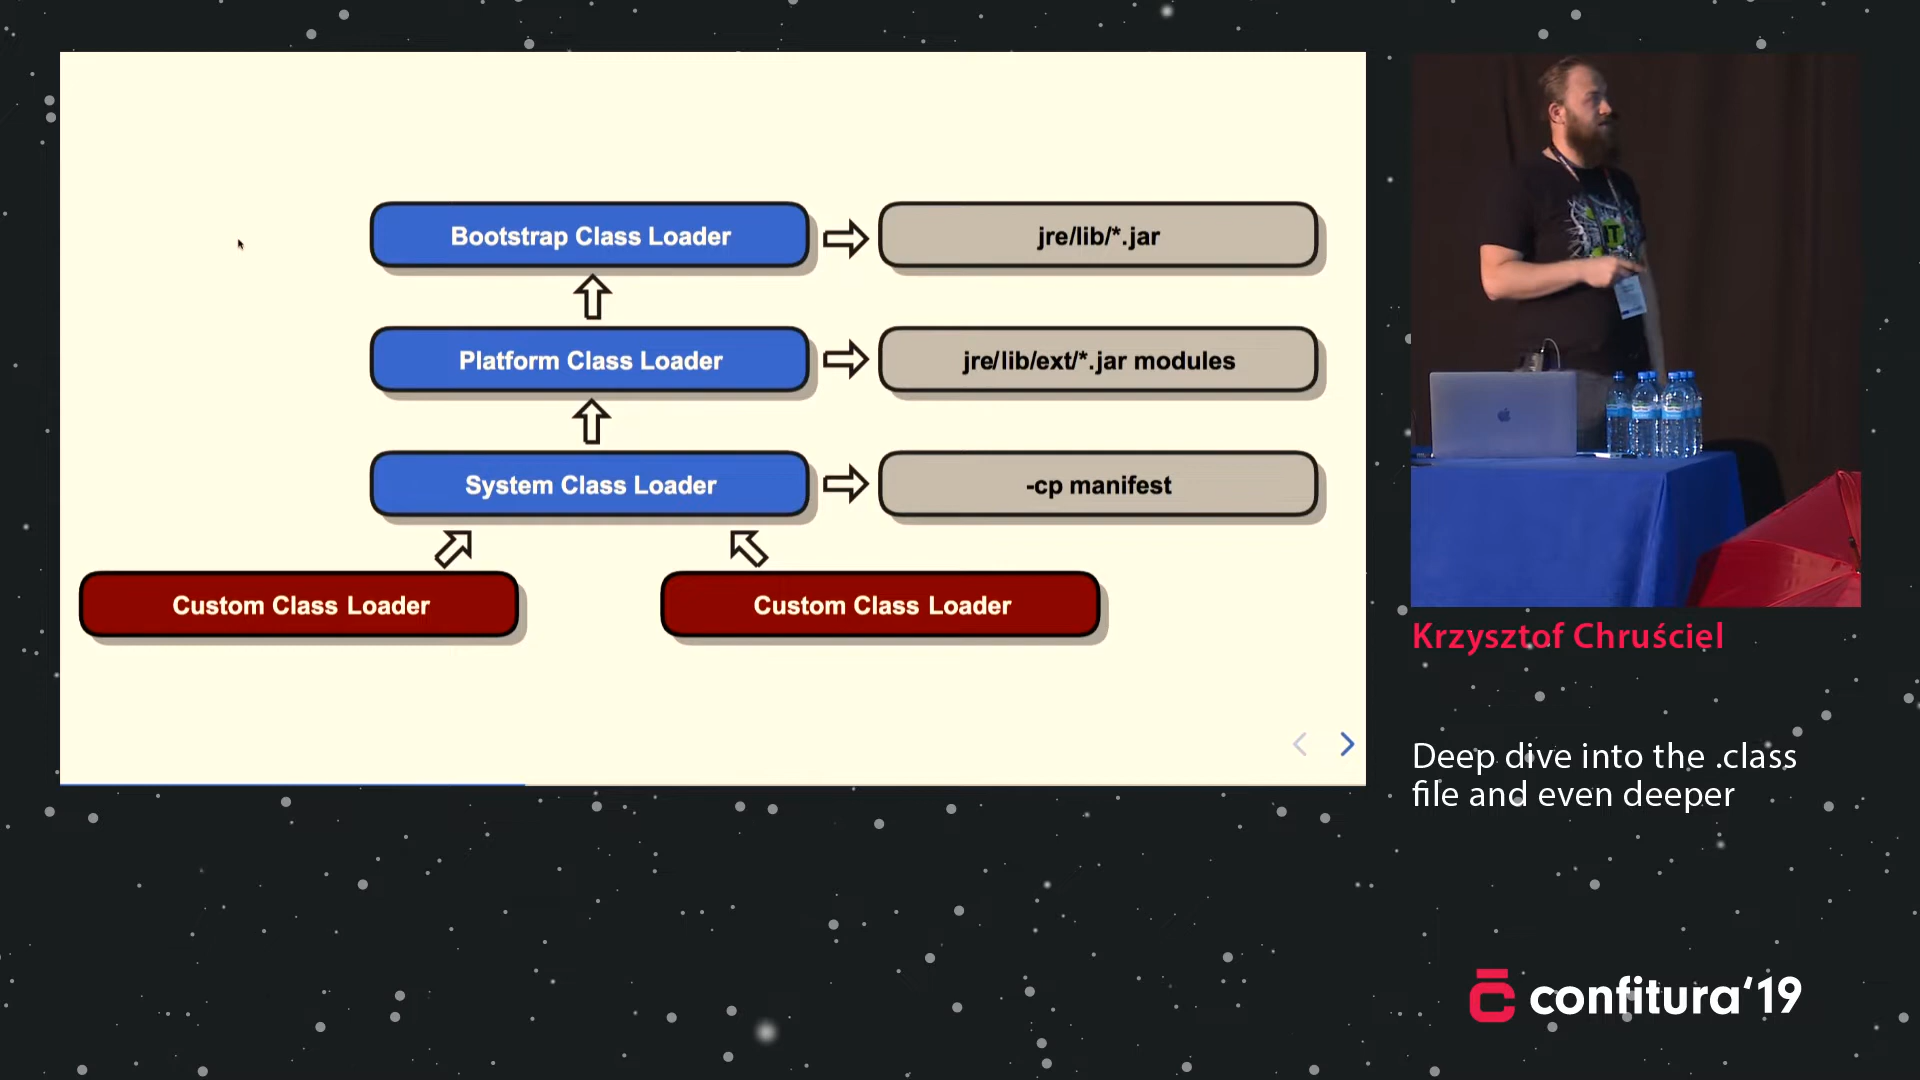 Bootstrap Class Loader
jre/lib/*.jar
Platform Class Loader
jre/lib/ext/*.jar modules
System Class Loader
-cp manifest
Custom Class Loader
Custom Class Loader
IT
Krzysztof Chruściel
Deep dive into the .class
file and even deeper
confitura‘19